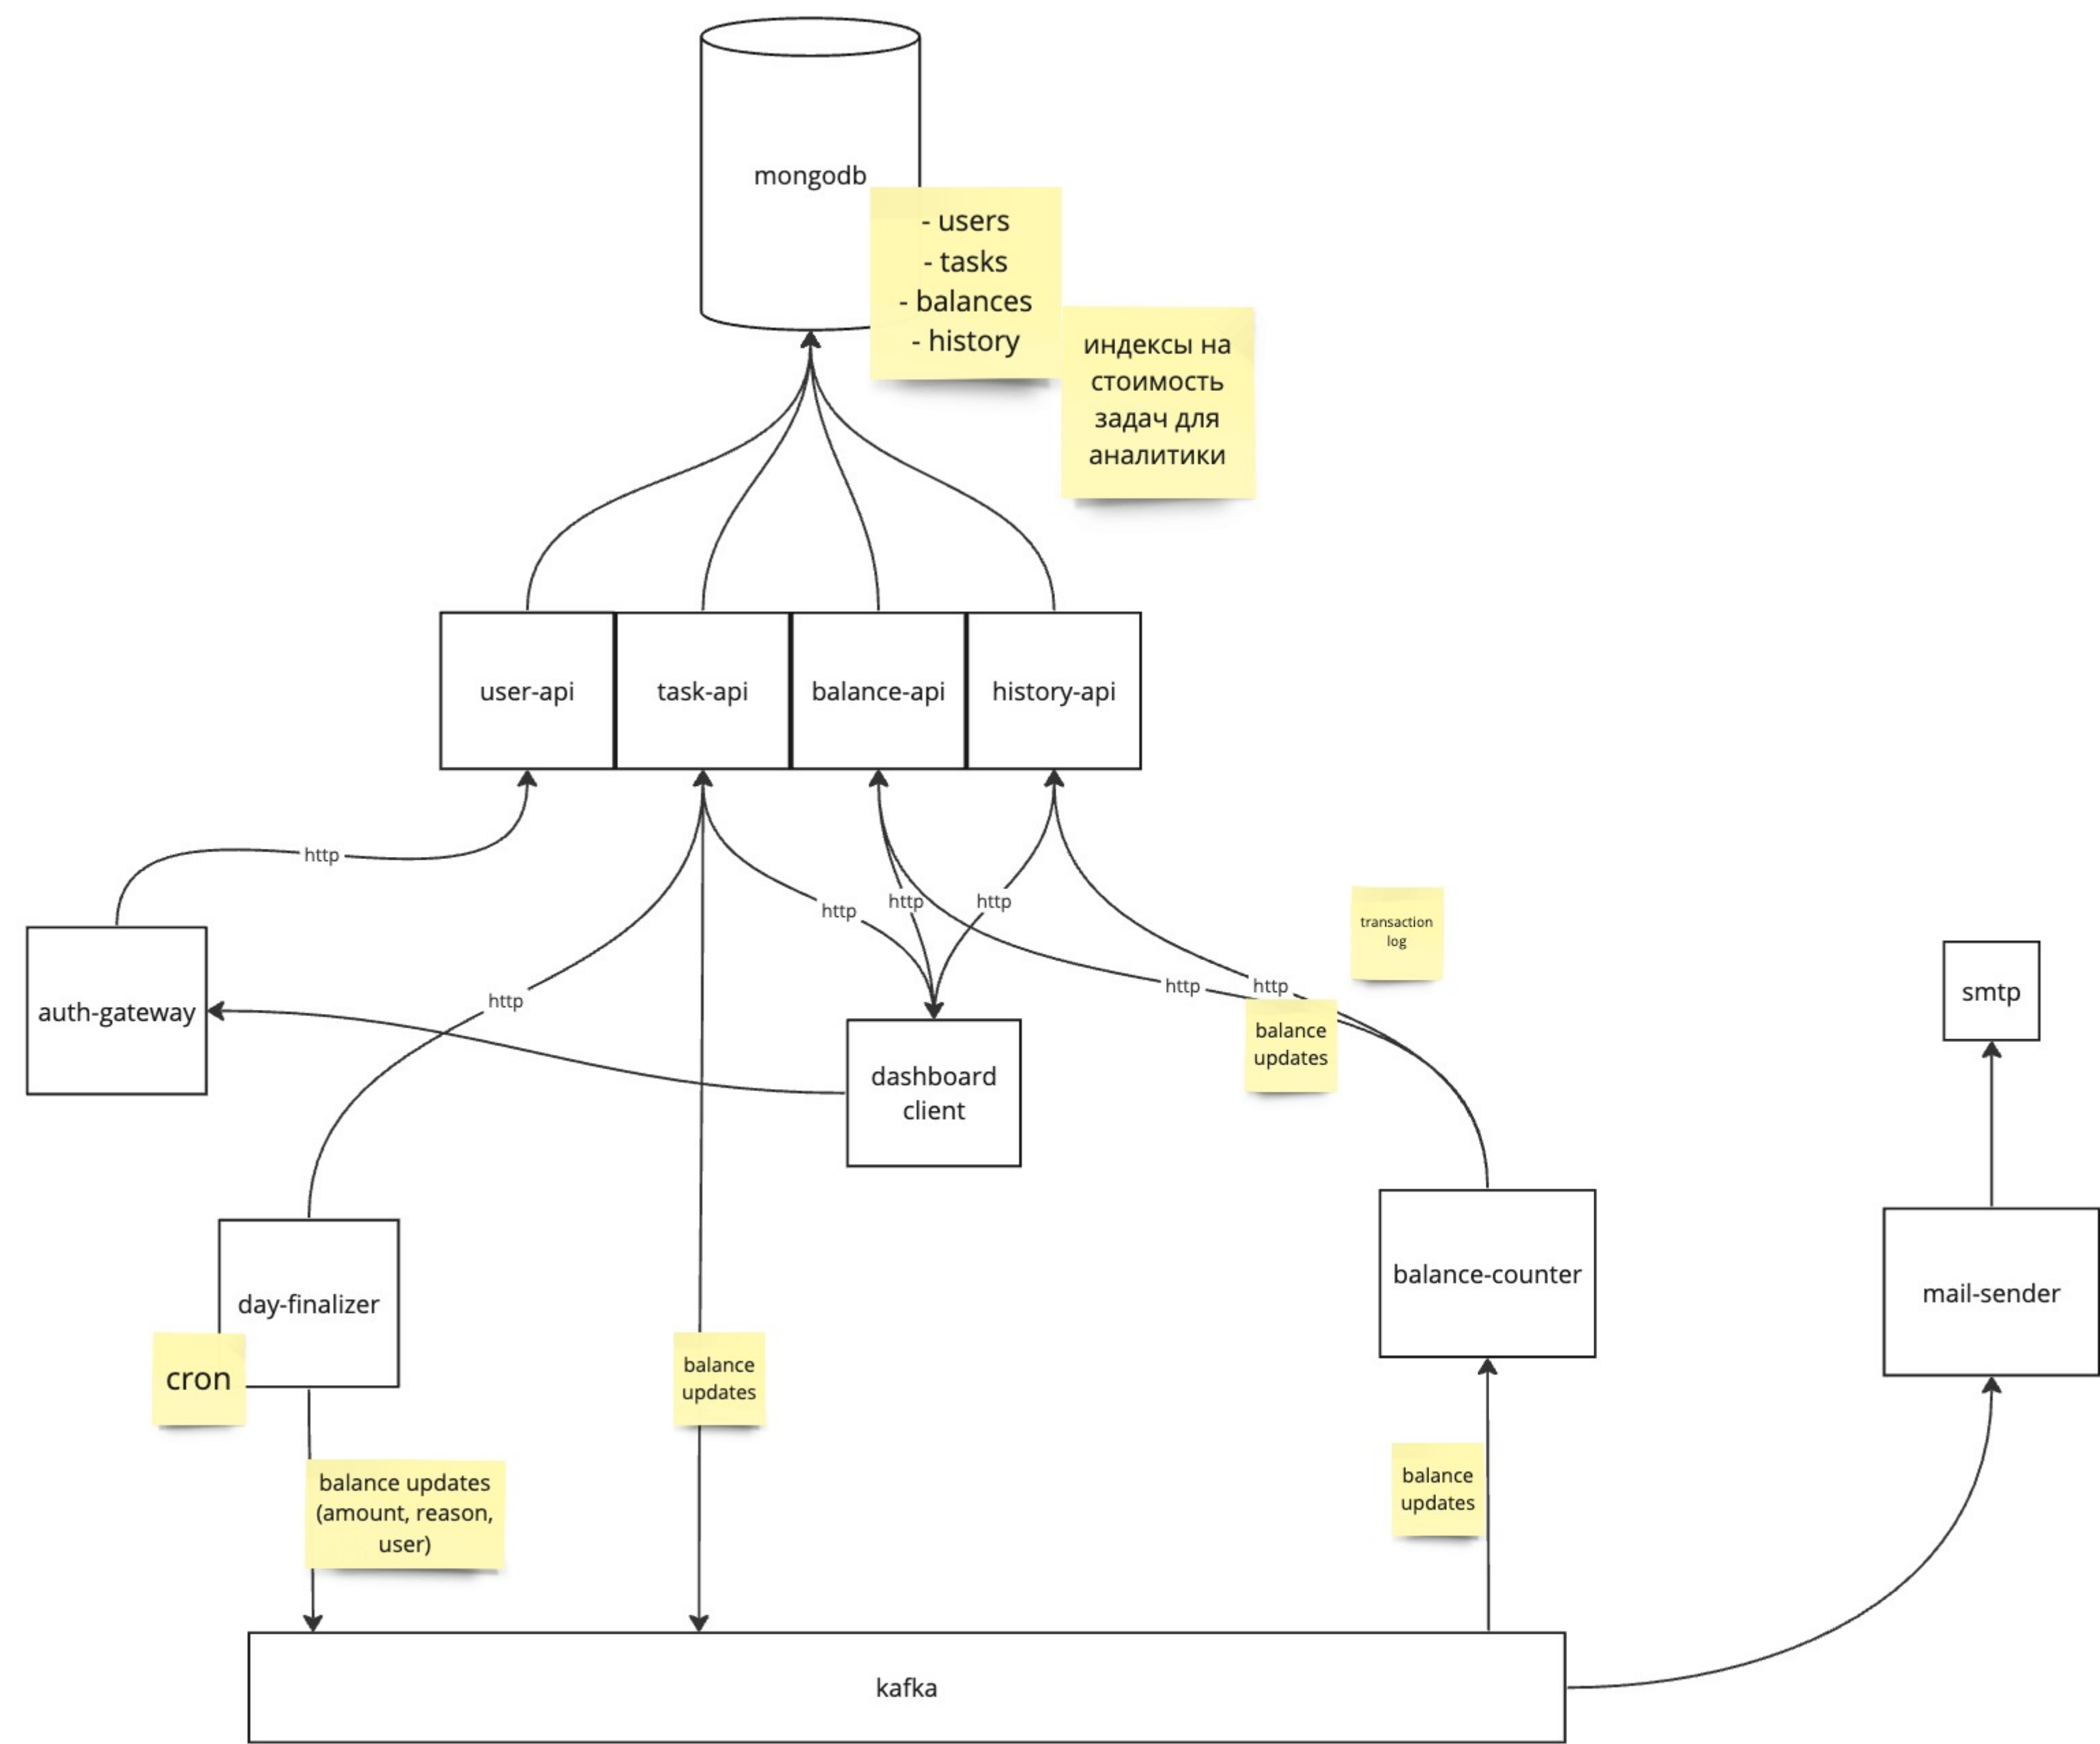 mongodb
- users
- tasks
- balances
- history
индексы на
стоимость
задач для
аналитики
user-api
task-api
balance-api
history-api
http
http
http
http
http
http
http
transaction
log
auth-gateway
dashboard
client
balance
updates
smtp
day-finalizer
cron
balance
updates
balance-counter
mail-sender
balance updates
(amount, reason,
user)
balance
updates
kafka